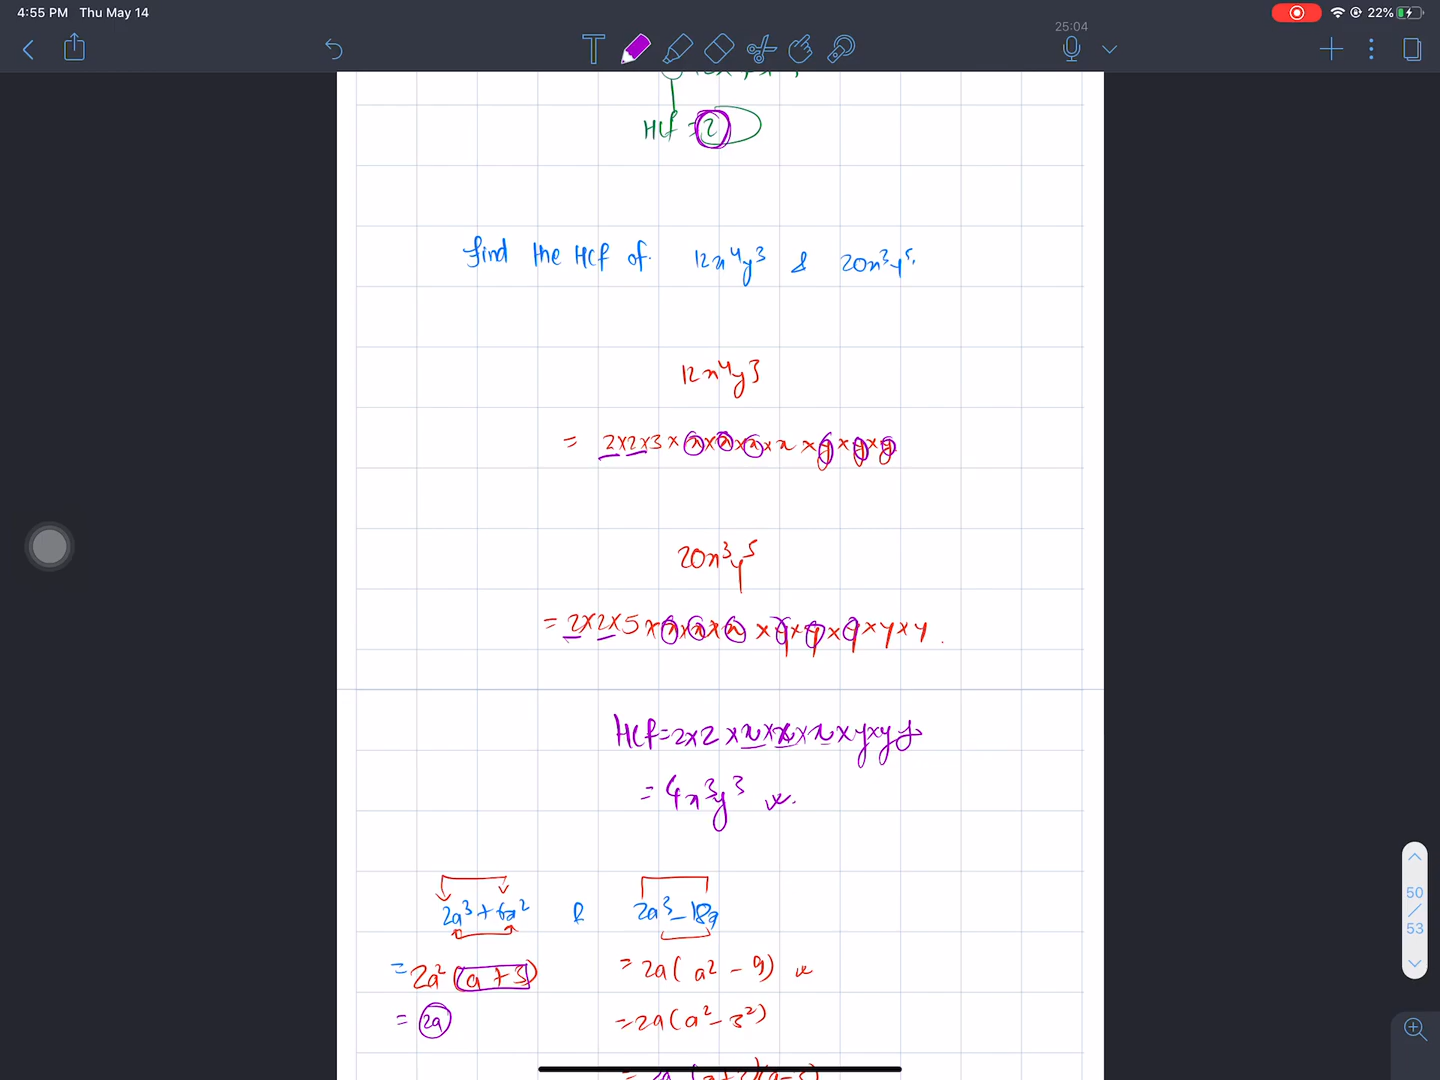 4:55 PM Thu May 14
22%
25:04
HCf = 2
find the HCf of. 12x⁴y³ & 20x³y⁵.
12x⁴y³
= 2×2×3×x×x×x×x×y×y×y
20x³y⁵
= 2×2×5×x×x×x×y×y×y×y×y.
HCf=2×2×x×x×x×y×y y
= 4x³y³
2a³+6a² & 2a³-18a
= 2a²(a+3) = 2a(a² - 9)
= 2a = 2a(a²-3²)
50
/
53